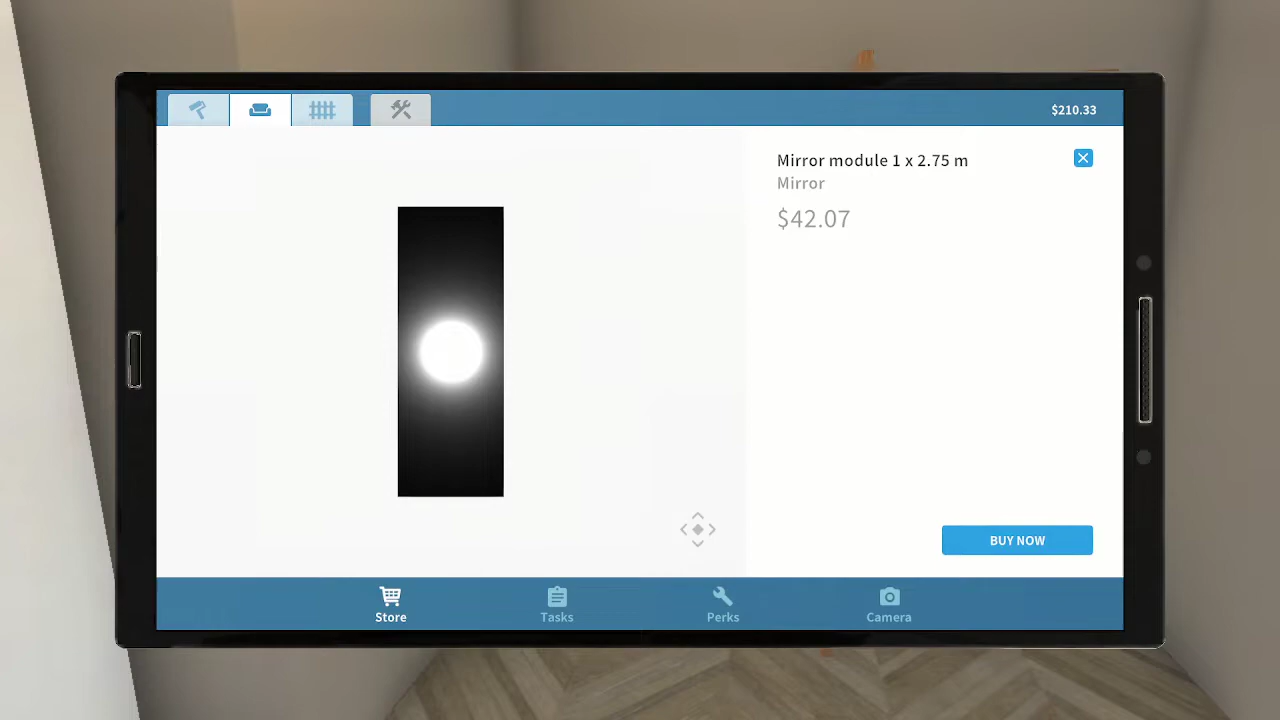 $210.33
Mirror module 1 x 2.75 m
Mirror
$42.07
BUY NOW
Store
Tasks
Perks
Camera